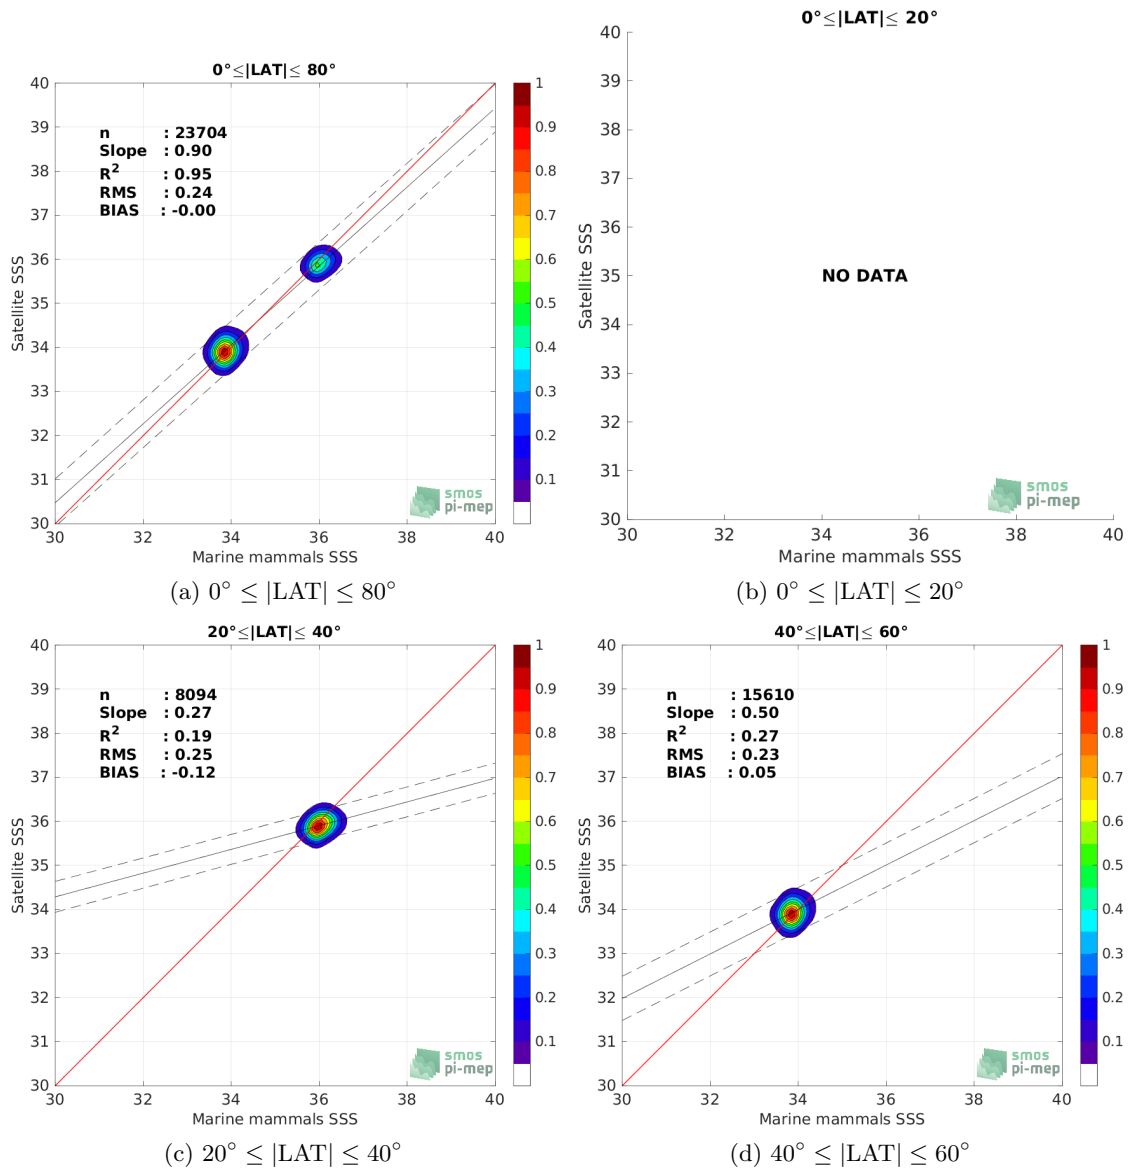 0°≤|LAT|≤ 80°
n : 23704
Slope : 0.90
R² : 0.95
RMS : 0.24
BIAS : -0.00
40
39
38
37
36
35
34
33
32
31
30
Satellite SSS
30 32 34 36 38 40
Marine mammals SSS
1
0.9
0.8
0.7
0.6
0.5
0.4
0.3
0.2
0.1
smos
pi-mep
(a) 0° ≤ |LAT| ≤ 80°
0°≤|LAT|≤ 20°
40
39
38
37
36
35
34
33
32
31
30
Satellite SSS
NO DATA
30 32 34 36 38 40
Marine mammals SSS
smos
pi-mep
(b) 0° ≤ |LAT| ≤ 20°
20°≤|LAT|≤ 40°
n : 8094
Slope : 0.27
R² : 0.19
RMS : 0.25
BIAS : -0.12
40
39
38
37
36
35
34
33
32
31
30
Satellite SSS
30 32 34 36 38 40
Marine mammals SSS
1
0.9
0.8
0.7
0.6
0.5
0.4
0.3
0.2
0.1
smos
pi-mep
(c) 20° ≤ |LAT| ≤ 40°
40°≤|LAT|≤ 60°
n : 15610
Slope : 0.50
R² : 0.27
RMS : 0.23
BIAS : 0.05
40
39
38
37
36
35
34
33
32
31
30
Satellite SSS
30 32 34 36 38 40
Marine mammals SSS
1
0.9
0.8
0.7
0.6
0.5
0.4
0.3
0.2
0.1
smos
pi-mep
(d) 40° ≤ |LAT| ≤ 60°